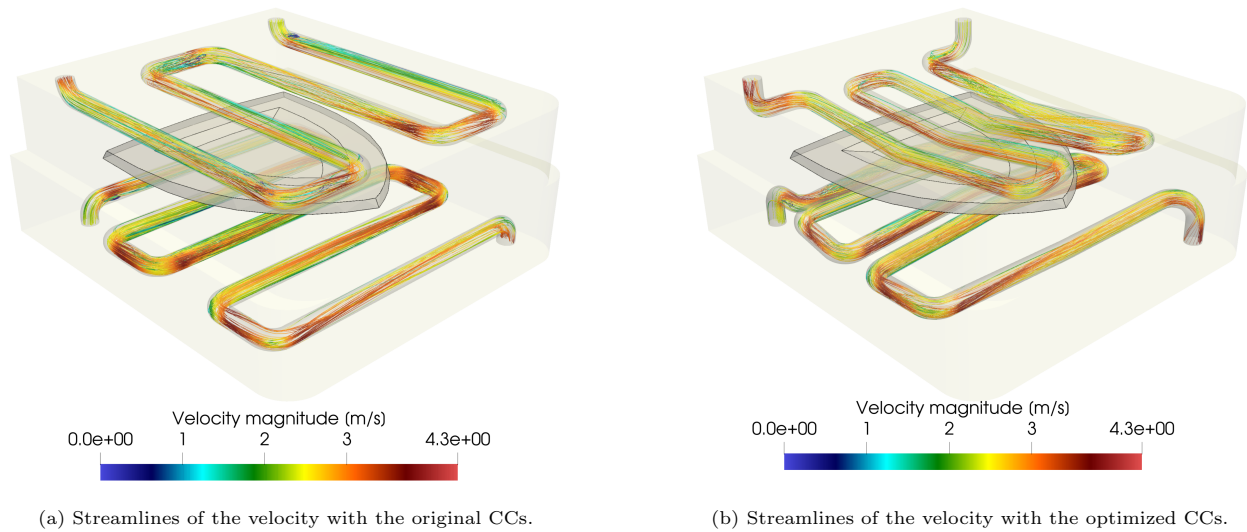 Velocity magnitude (m/s)
0.0e+00 1 2 3 4.3e+00
(a) Streamlines of the velocity with the original CCs.
Velocity magnitude (m/s)
0.0e+00 1 2 3 4.3e+00
(b) Streamlines of the velocity with the optimized CCs.